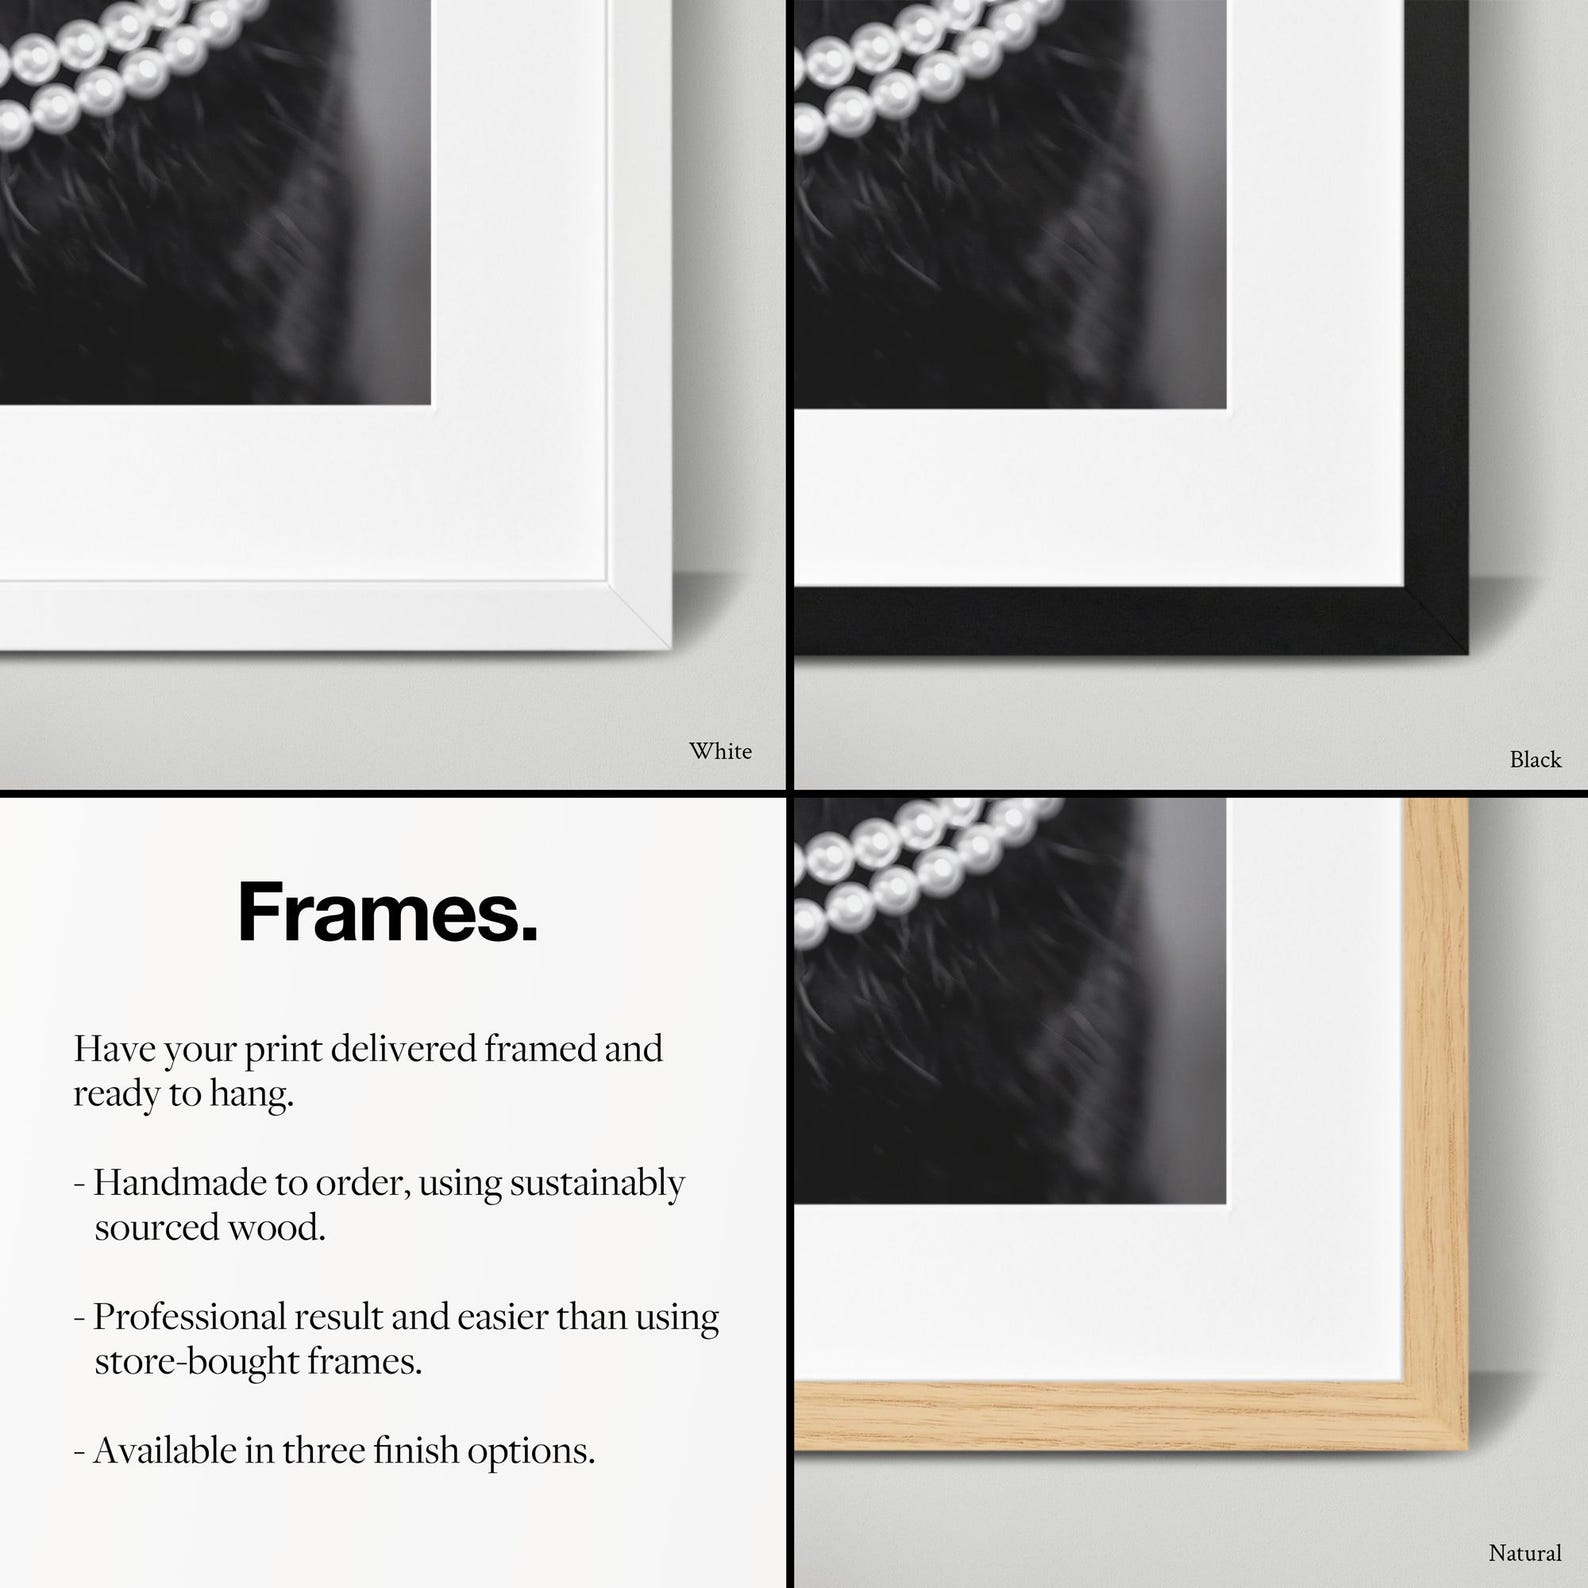 White
Black
Frames.
Have your print delivered framed and
ready to hang.
- Handmade to order, using sustainably
sourced wood.
- Professional result and easier than using
store-bought frames.
- Available in three finish options.
Natural